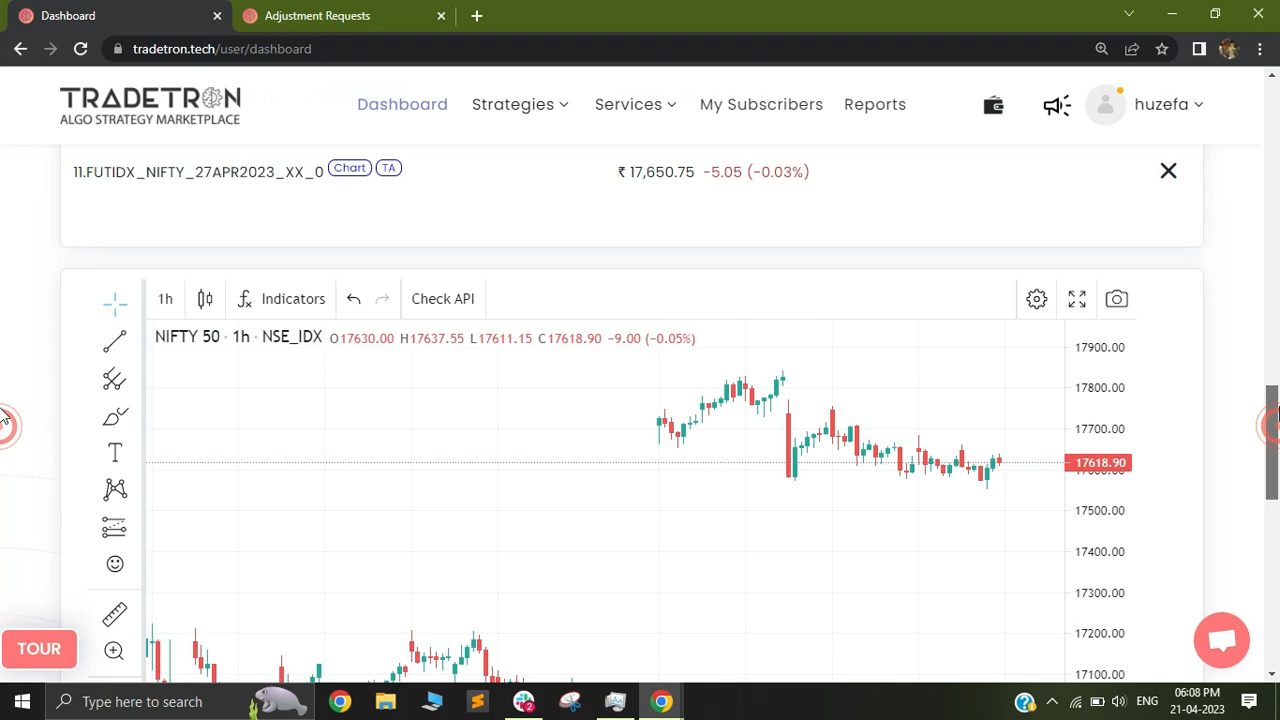 Dashboard
Adjustment Requests
tradetron.tech/user/dashboard
TRADETRON
ALGO STRATEGY MARKETPLACE
Dashboard
Strategies
Services
My Subscribers
Reports
huzefa
11.FUTIDX_NIFTY_27APR2023_XX_0
Chart
TA
₹ 17,650.75 -5.05 (-0.03%)
1h
Indicators
Check API
NIFTY 50 · 1h · NSE_IDX O17630.00 H17637.55 L17611.15 C17618.90 −9.00 (−0.05%)
17900.00
17800.00
17700.00
17618.90
17500.00
17400.00
17300.00
17200.00
17100.00
TOUR
Type here to search
2
ENG
06:08 PM
21-04-2023